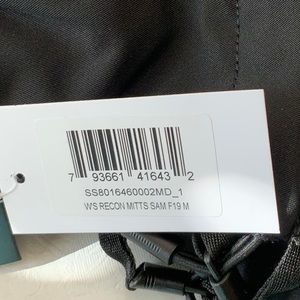 7 93661 41643 2
SS8016460002MD_1
WS RECON MITTS SAM F19 M